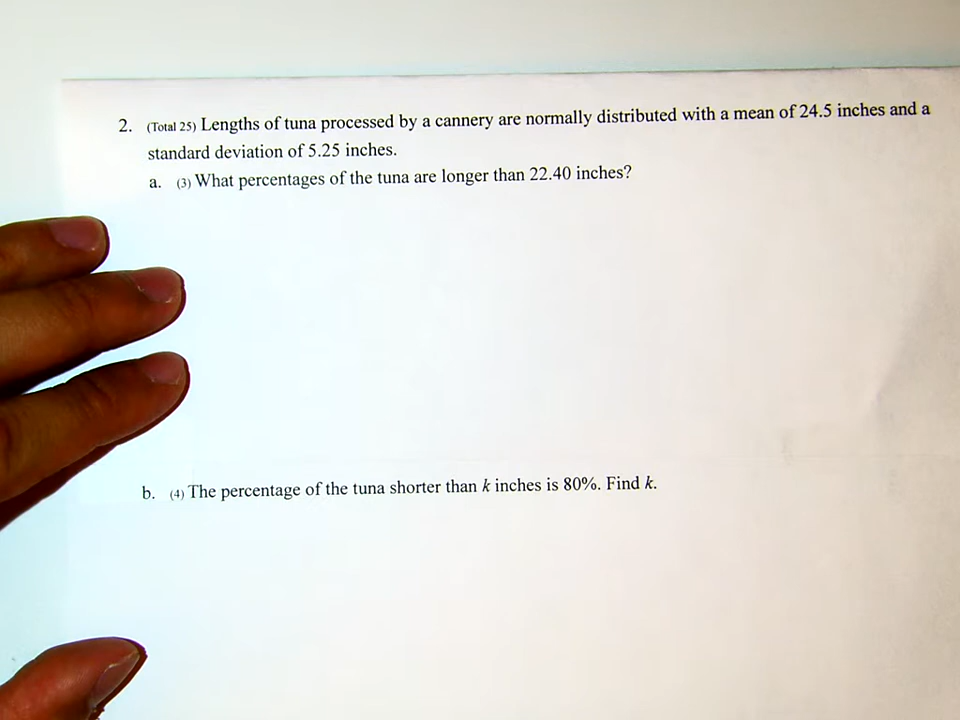 2. (Total 25) Lengths of tuna processed by a cannery are normally distributed with a mean of 24.5 inches and a
standard deviation of 5.25 inches.
a. (3) What percentages of the tuna are longer than 22.40 inches?
b. (4) The percentage of the tuna shorter than k inches is 80%. Find k.